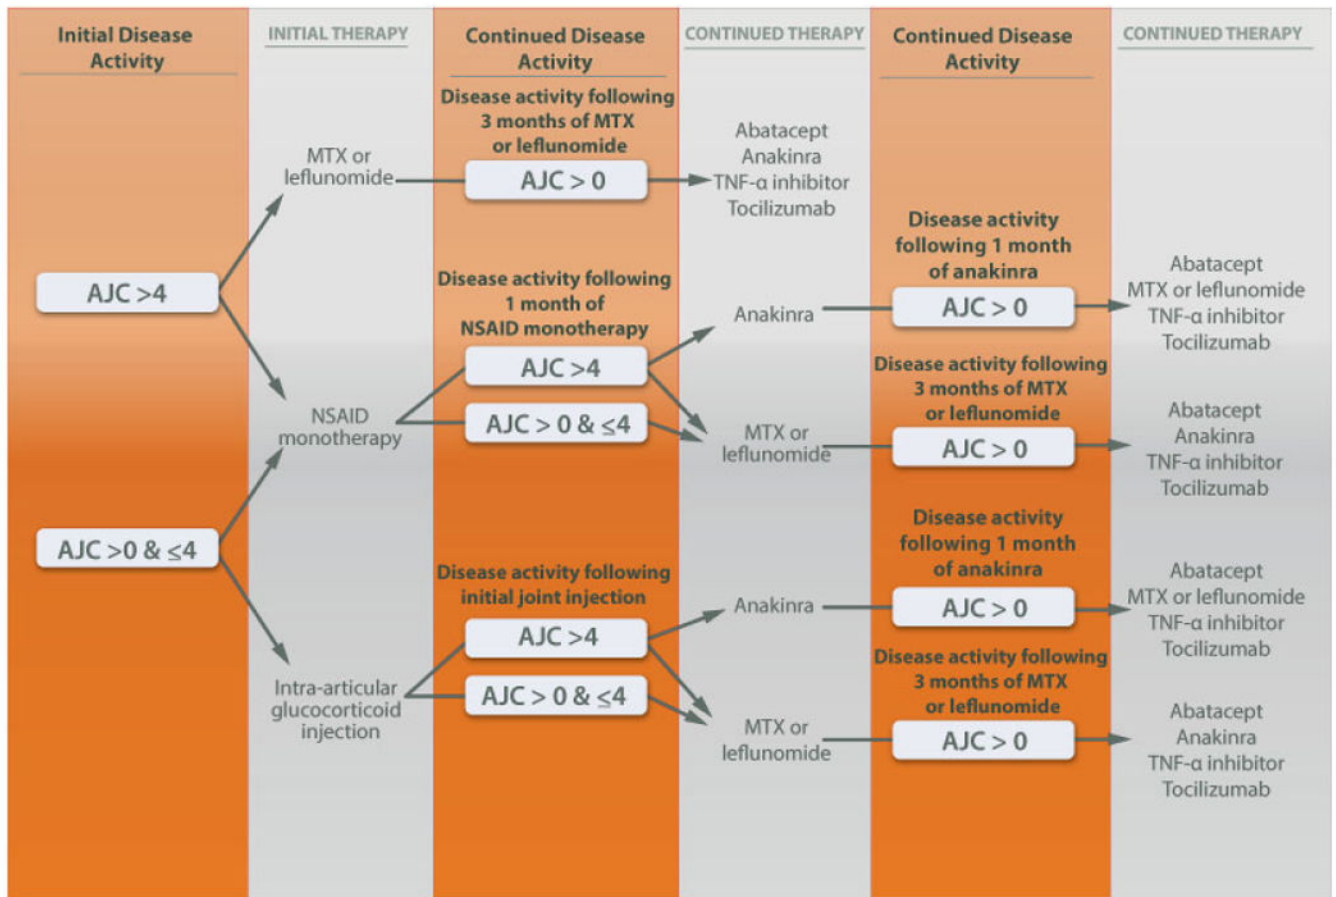 Initial Disease
Activity
INITIAL THERAPY
Continued Disease
Activity
CONTINUED THERAPY
Continued Disease
Activity
CONTINUED THERAPY
AJC >4
AJC >0 & ≤4
MTX or
leflunomide
NSAID
monotherapy
Intra-articular
glucocorticoid
injection
Disease activity following
3 months of MTX
or leflunomide
AJC > 0
Disease activity following
1 month of
NSAID monotherapy
AJC >4
AJC > 0 & ≤4
Disease activity following
initial joint injection
AJC >4
AJC > 0 & ≤4
Abatacept
Anakinra
TNF-α inhibitor
Tocilizumab
Anakinra
MTX or
leflunomide
Anakinra
MTX or
leflunomide
Disease activity
following 1 month
of anakinra
AJC > 0
Disease activity following
3 months of MTX
or leflunomide
AJC > 0
Disease activity
following 1 month
of anakinra
AJC > 0
Disease activity following
3 months of MTX
or leflunomide
AJC > 0
Abatacept
MTX or leflunomide
TNF-α inhibitor
Tocilizumab
Abatacept
Anakinra
TNF-α inhibitor
Tocilizumab
Abatacept
MTX or leflunomide
TNF-α inhibitor
Tocilizumab
Abatacept
Anakinra
TNF-α inhibitor
Tocilizumab